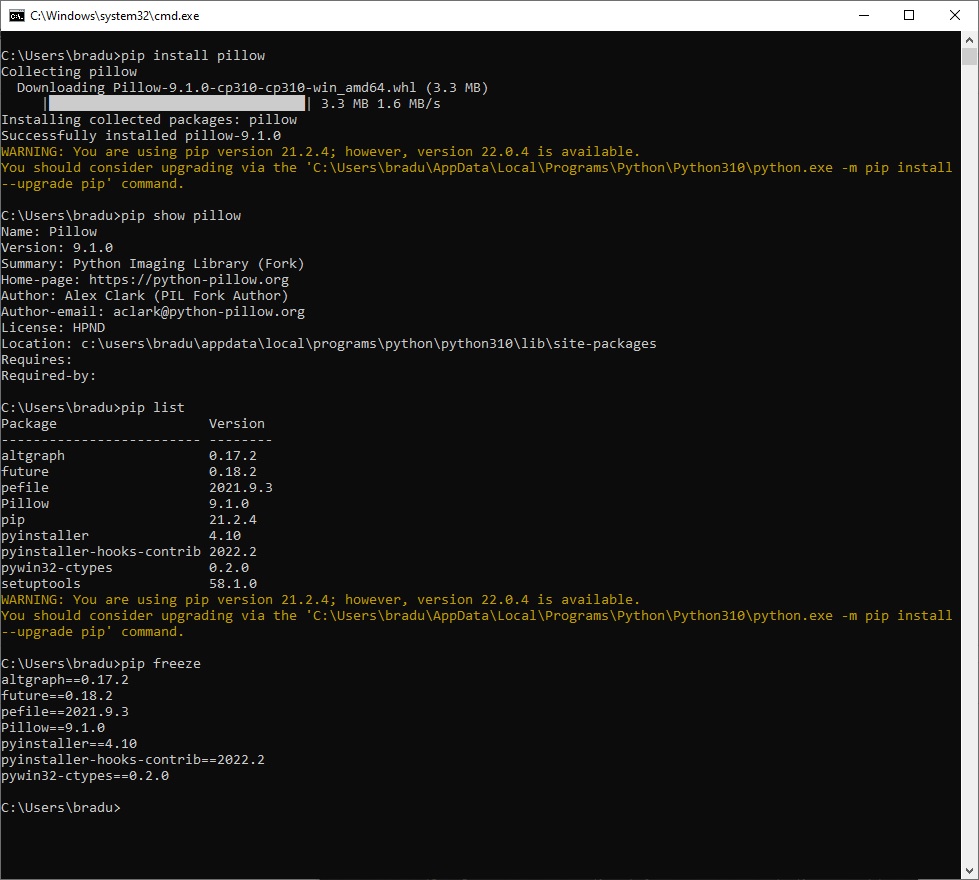 C:\Windows\system32\cmd.exe
C:\Users\bradu>pip install pillow
Collecting pillow
  Downloading Pillow-9.1.0-cp310-cp310-win_amd64.whl (3.3 MB)
     |████████████████████████████████| 3.3 MB 1.6 MB/s
Installing collected packages: pillow
Successfully installed pillow-9.1.0
WARNING: You are using pip version 21.2.4; however, version 22.0.4 is available.
You should consider upgrading via the 'C:\Users\bradu\AppData\Local\Programs\Python\Python310\python.exe -m pip install
--upgrade pip' command.
C:\Users\bradu>pip show pillow
Name: Pillow
Version: 9.1.0
Summary: Python Imaging Library (Fork)
Home-page: https://python-pillow.org
Author: Alex Clark (PIL Fork Author)
Author-email: aclark@python-pillow.org
License: HPND
Location: c:\users\bradu\appdata\local\programs\python\python310\lib\site-packages
Requires:
Required-by:
C:\Users\bradu>pip list
Package                   Version
------------------------- --------
altgraph                  0.17.2
future                    0.18.2
pefile                    2021.9.3
Pillow                    9.1.0
pip                       21.2.4
pyinstaller               4.10
pyinstaller-hooks-contrib 2022.2
pywin32-ctypes            0.2.0
setuptools                58.1.0
WARNING: You are using pip version 21.2.4; however, version 22.0.4 is available.
You should consider upgrading via the 'C:\Users\bradu\AppData\Local\Programs\Python\Python310\python.exe -m pip install
--upgrade pip' command.
C:\Users\bradu>pip freeze
altgraph==0.17.2
future==0.18.2
pefile==2021.9.3
Pillow==9.1.0
pyinstaller==4.10
pyinstaller-hooks-contrib==2022.2
pywin32-ctypes==0.2.0
C:\Users\bradu>